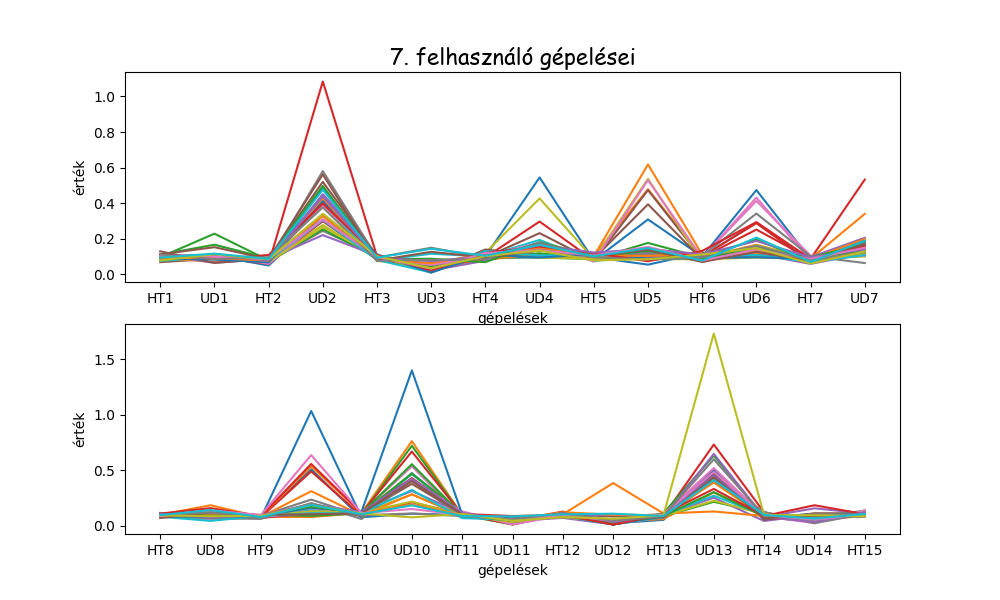 7. felhasználó gépelései
1.0
0.8
0.6
0.4
0.2
0.0
érték
HT1 UD1 HT2 UD2 HT3 UD3 HT4 UD4 HT5 UD5 HT6 UD6 HT7 UD7
gépelések
1.5
1.0
0.5
0.0
érték
HT8 UD8 HT9 UD9 HT10 UD10 HT11 UD11 HT12 UD12 HT13 UD13 HT14 UD14 HT15
gépelések